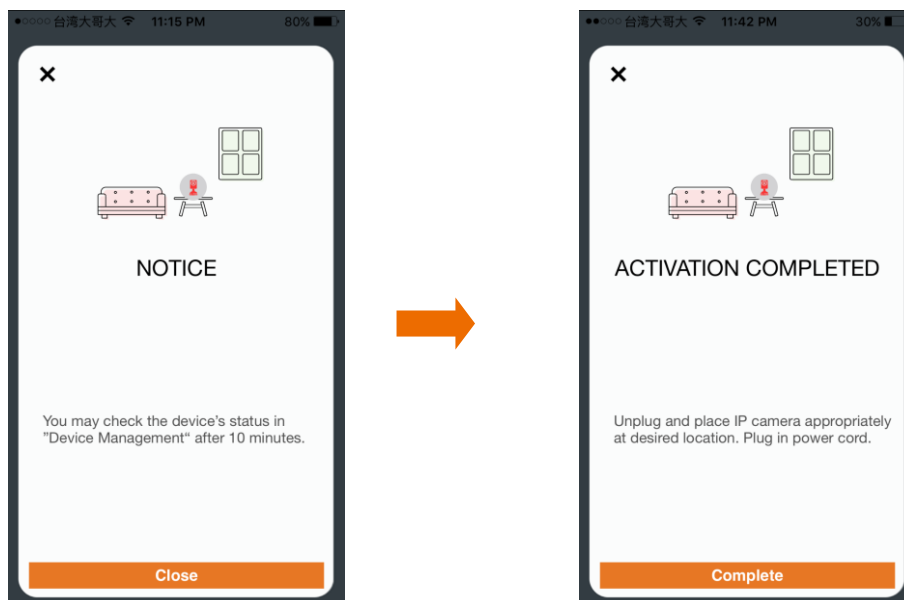 台湾大哥大 11:15 PM 80%
NOTICE
You may check the device's status in
"Device Management“ after 10 minutes.
Close
台湾大哥大 11:42 PM 30%
ACTIVATION COMPLETED
Unplug and place IP camera appropriately
at desired location. Plug in power cord.
Complete